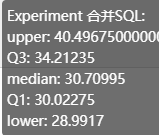 Experiment 合并SQL:
upper: 40.49675000000
Q3: 34.21235
median: 30.70995
Q1: 30.02275
lower: 28.9917